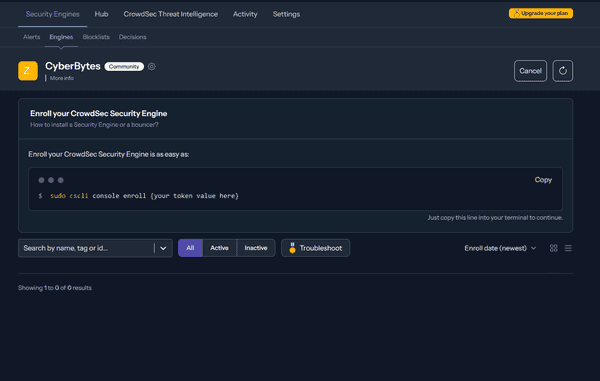 Security Engines Hub CrowdSec Threat Intelligence Activity Settings Upgrade your plan
Alerts Engines Blocklists Decisions
Z
CyberBytes Community
More info
Cancel
Enroll your CrowdSec Security Engine
How to install a Security Engine or a bouncer?
Enroll your CrowdSec Security Engine is as easy as:
Copy
$ sudo cscli console enroll {your token value here}
Just copy this line into your terminal to continue.
Search by name, tag or id... All Active Inactive Troubleshoot Enroll date (newest)
Showing 1 to 0 of 0 results